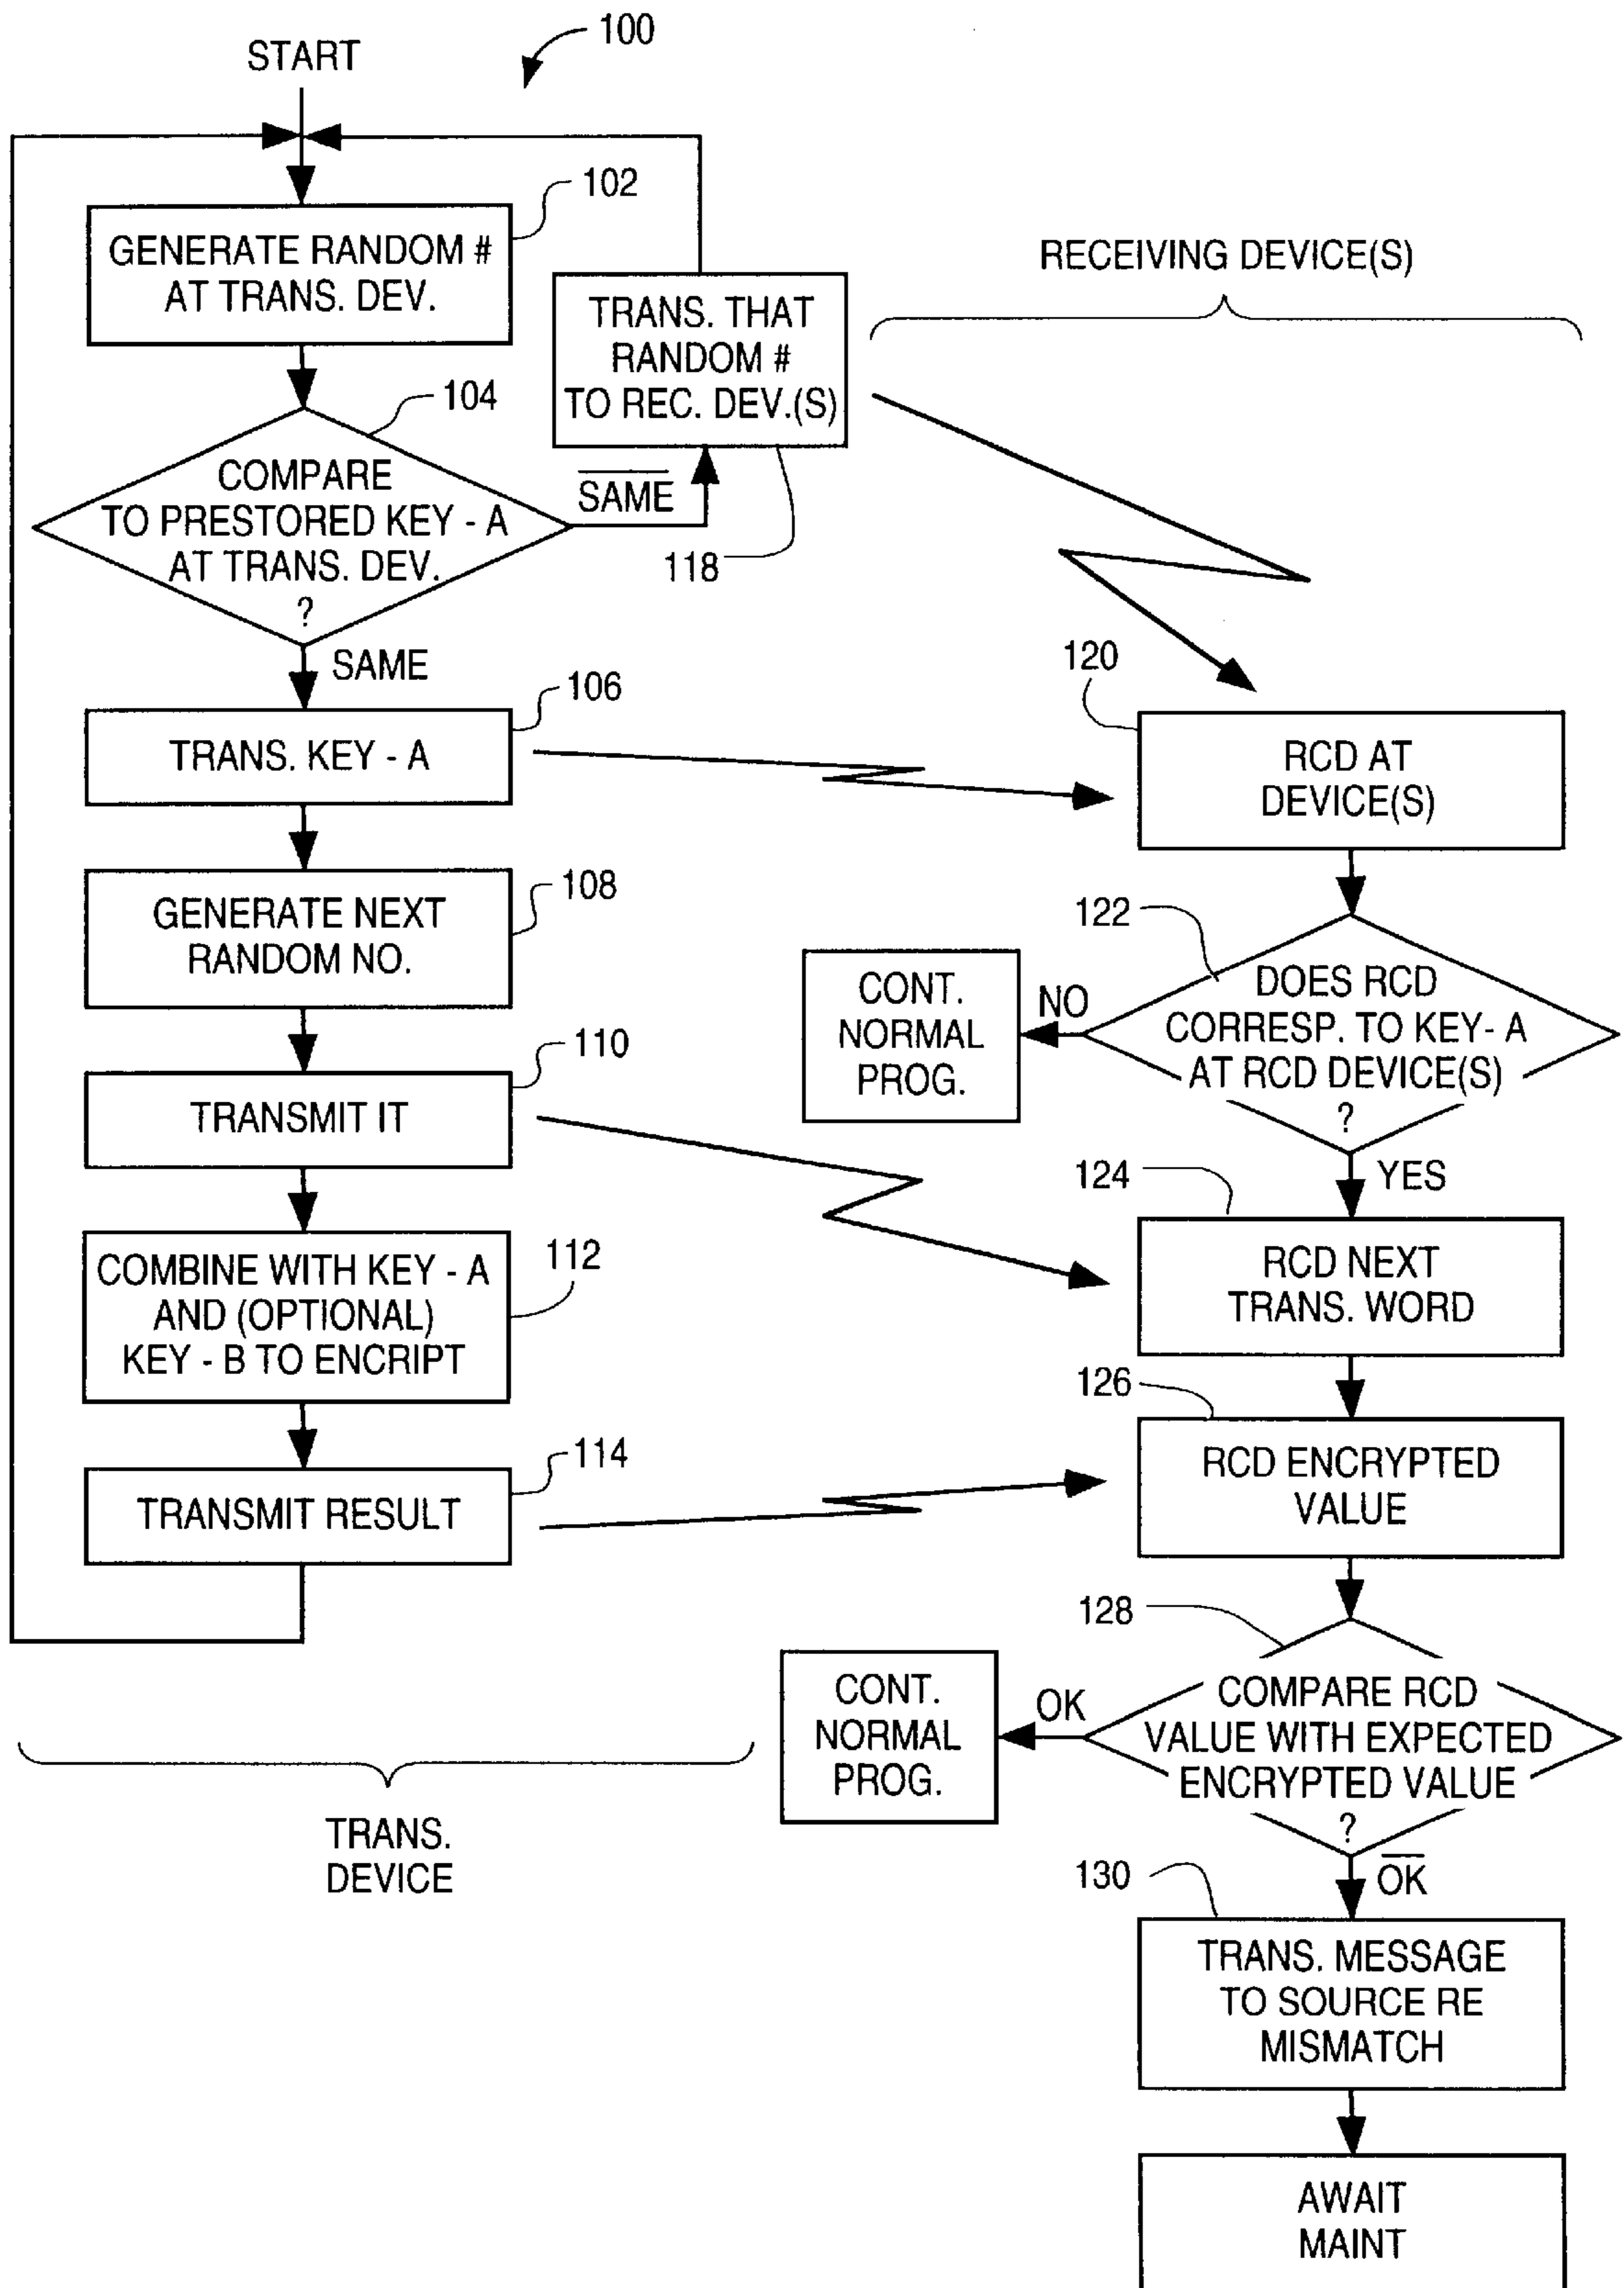 100
START
102
GENERATE RANDOM #
AT TRANS. DEV.
RECEIVING DEVICE(S)
TRANS. THAT
RANDOM #
TO REC. DEV.(S)
104
COMPARE
TO PRESTORED KEY - A
AT TRANS. DEV.
?
SAME
118
SAME
120
106
TRANS. KEY - A
RCD AT
DEVICE(S)
108
GENERATE NEXT
RANDOM NO.
122
DOES RCD
CORRESP. TO KEY- A
AT RCD DEVICE(S)
?
NO
CONT.
NORMAL
PROG.
110
TRANSMIT IT
124
YES
RCD NEXT
TRANS. WORD
112
COMBINE WITH KEY - A
AND (OPTIONAL)
KEY - B TO ENCRIPT
126
RCD ENCRYPTED
VALUE
114
TRANSMIT RESULT
128
COMPARE RCD
VALUE WITH EXPECTED
ENCRYPTED VALUE
?
OK
CONT.
NORMAL
PROG.
TRANS.
DEVICE
130
OK
TRANS. MESSAGE
TO SOURCE RE
MISMATCH
AWAIT
MAINT